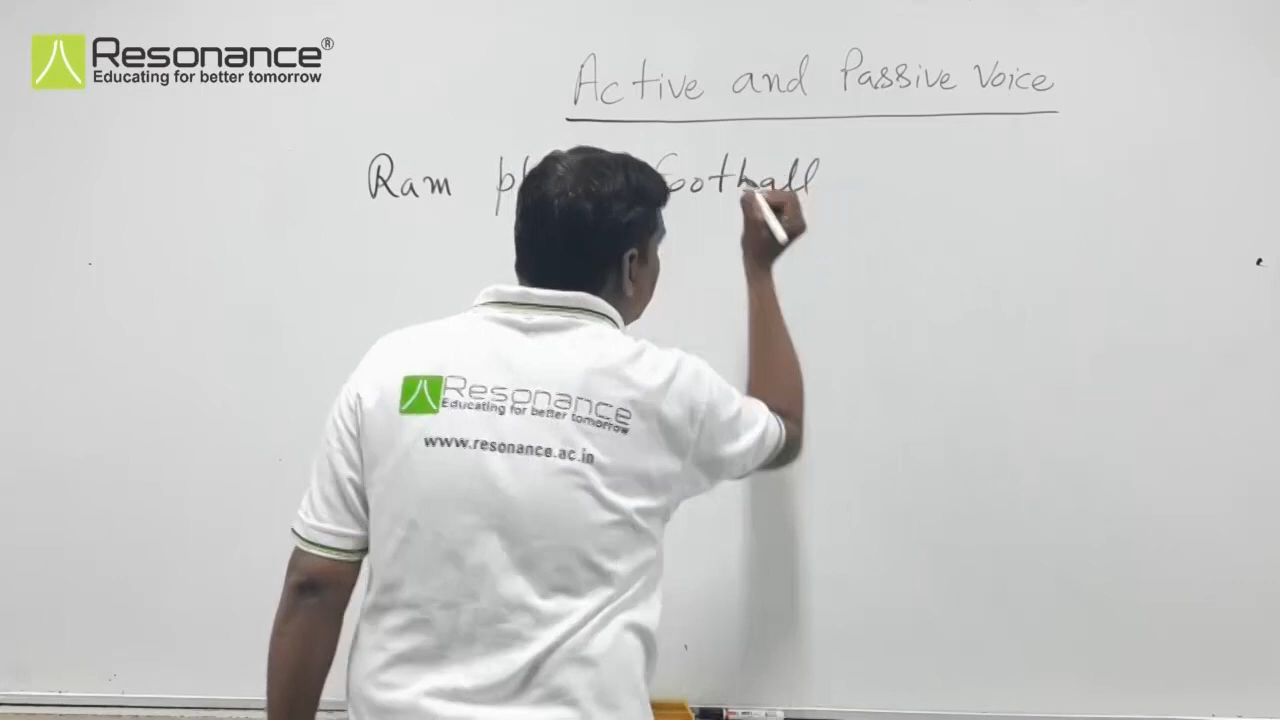 Resonance®
Educating for better tomorrow
Active and Passive Voice
Ram football
Resonance
Educating for better tomorrow
www.resonance.ac.in